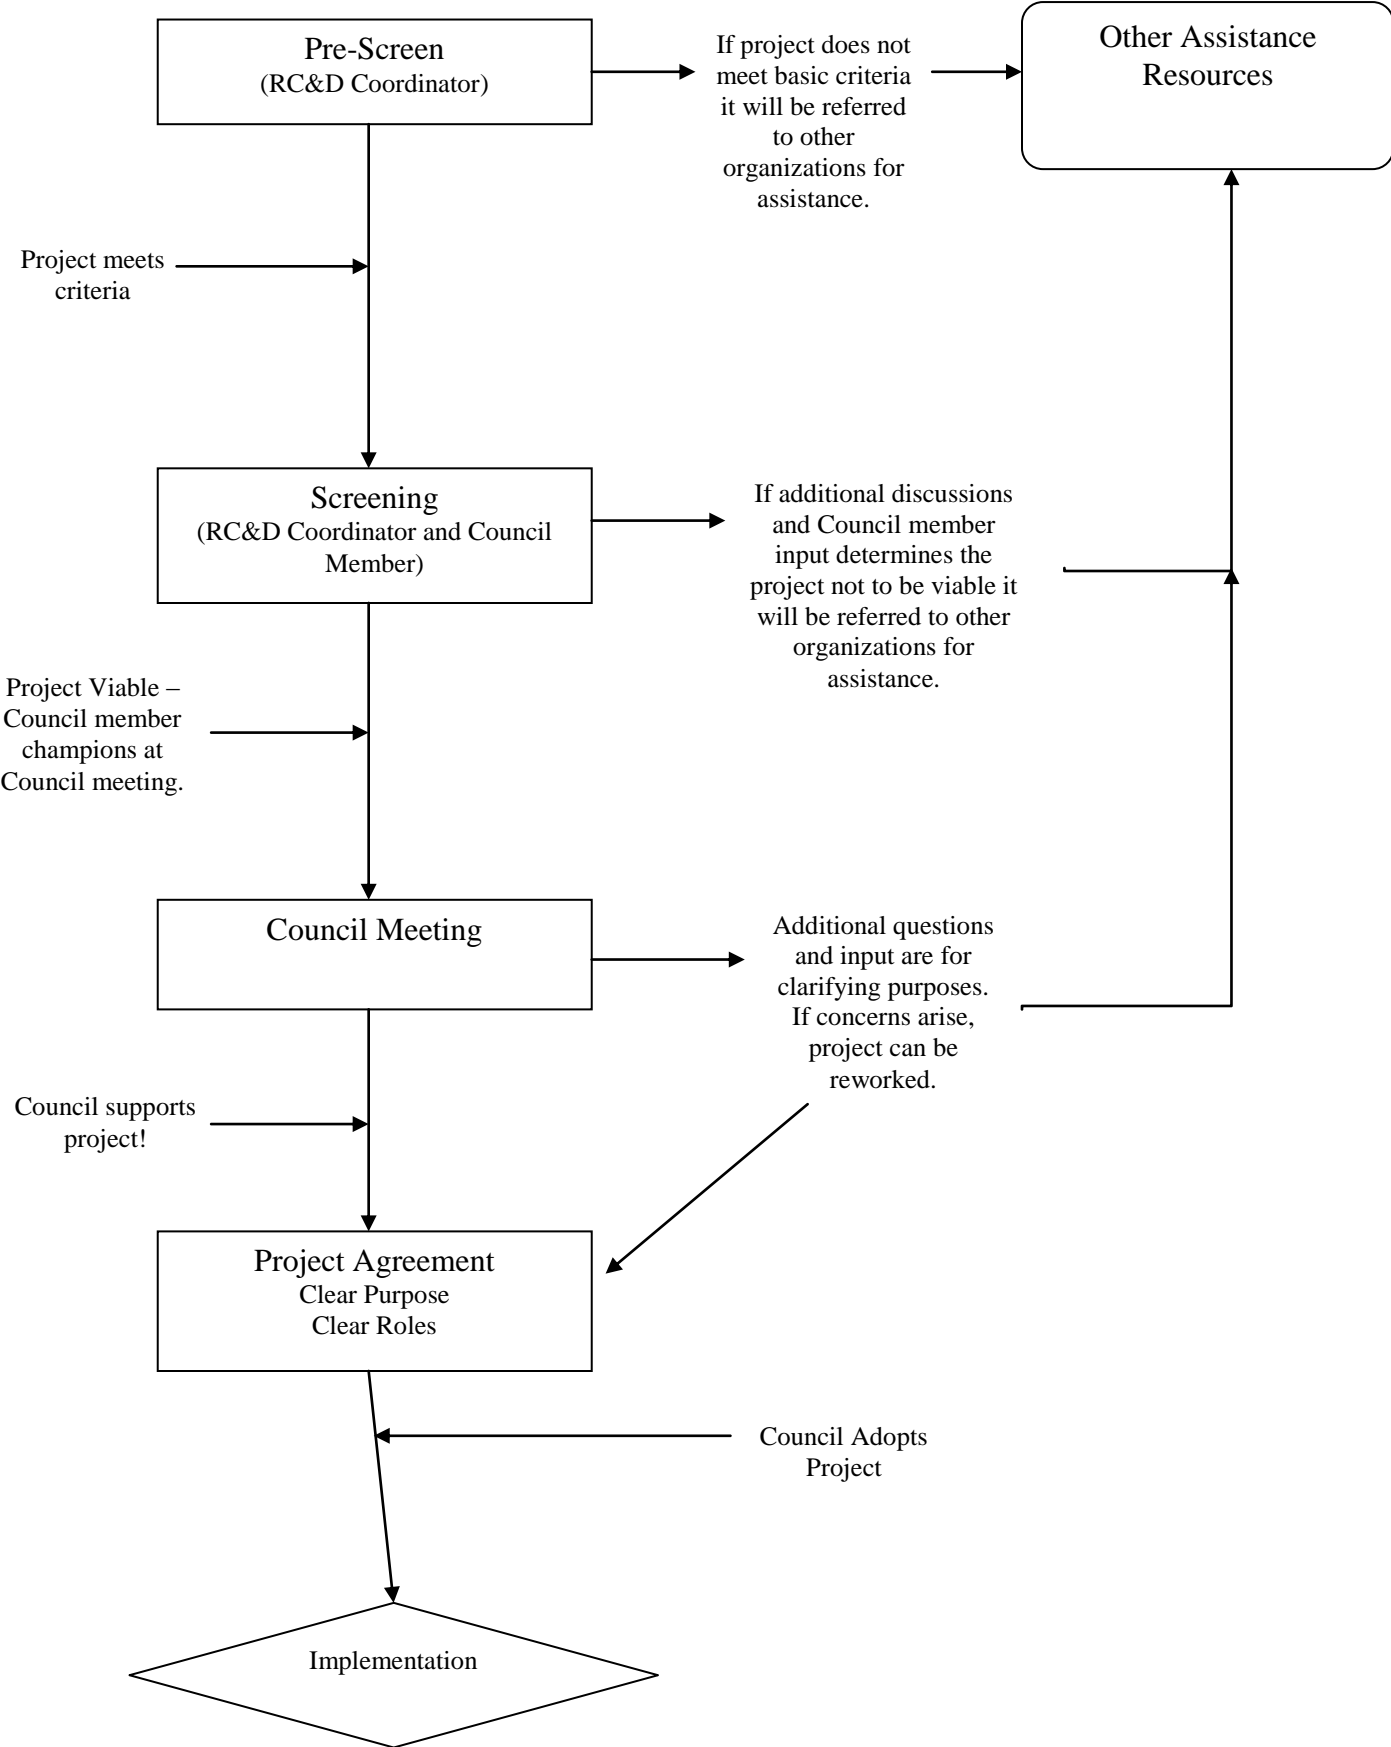 Pre-Screen
(RC&D Coordinator)
If project does not
meet basic criteria
it will be referred
to other
organizations for
assistance.
Other Assistance
Resources
Project meets
criteria
Screening
(RC&D Coordinator and Council
Member)
If additional discussions
and Council member
input determines the
project not to be viable it
will be referred to other
organizations for
assistance.
Project Viable –
Council member
champions at
Council meeting.
Council Meeting
Additional questions
and input are for
clarifying purposes.
If concerns arise,
project can be
reworked.
Council supports
project!
Project Agreement
Clear Purpose
Clear Roles
Council Adopts
Project
Implementation